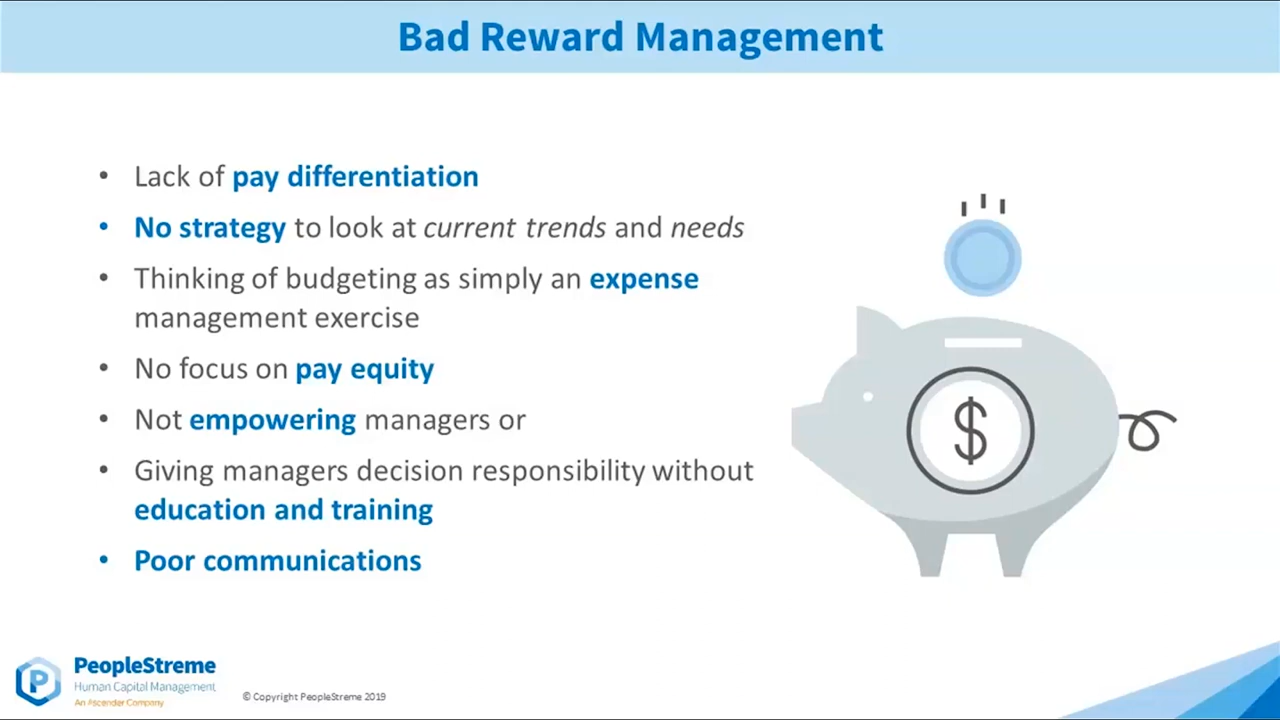 Bad Reward Management
• Lack of pay differentiation
• No strategy to look at current trends and needs
• Thinking of budgeting as simply an expense
management exercise
• No focus on pay equity
• Not empowering managers or
• Giving managers decision responsibility without
education and training
• Poor communications
$
P
PeopleStreme
Human Capital Management
An Ascender Company
© Copyright PeopleStreme 2019